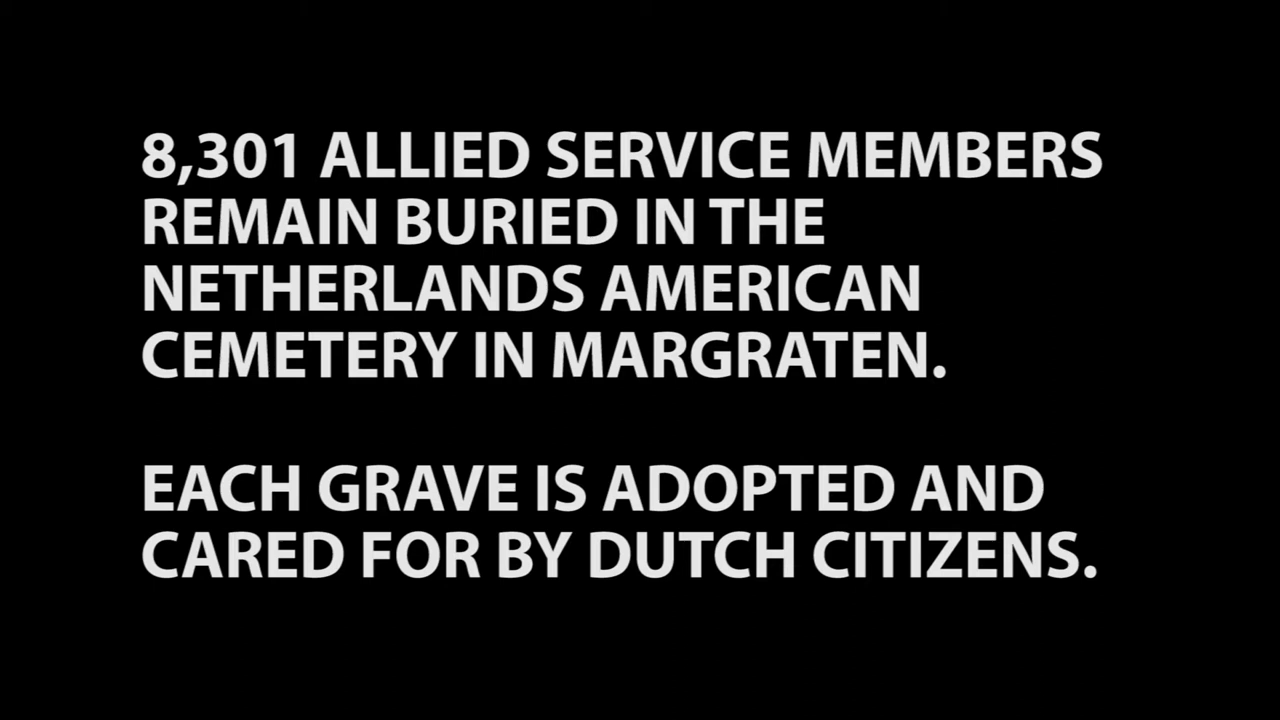 8,301 ALLIED SERVICE MEMBERS
REMAIN BURIED IN THE
NETHERLANDS AMERICAN
CEMETERY IN MARGRATEN.
EACH GRAVE IS ADOPTED AND
CARED FOR BY DUTCH CITIZENS.